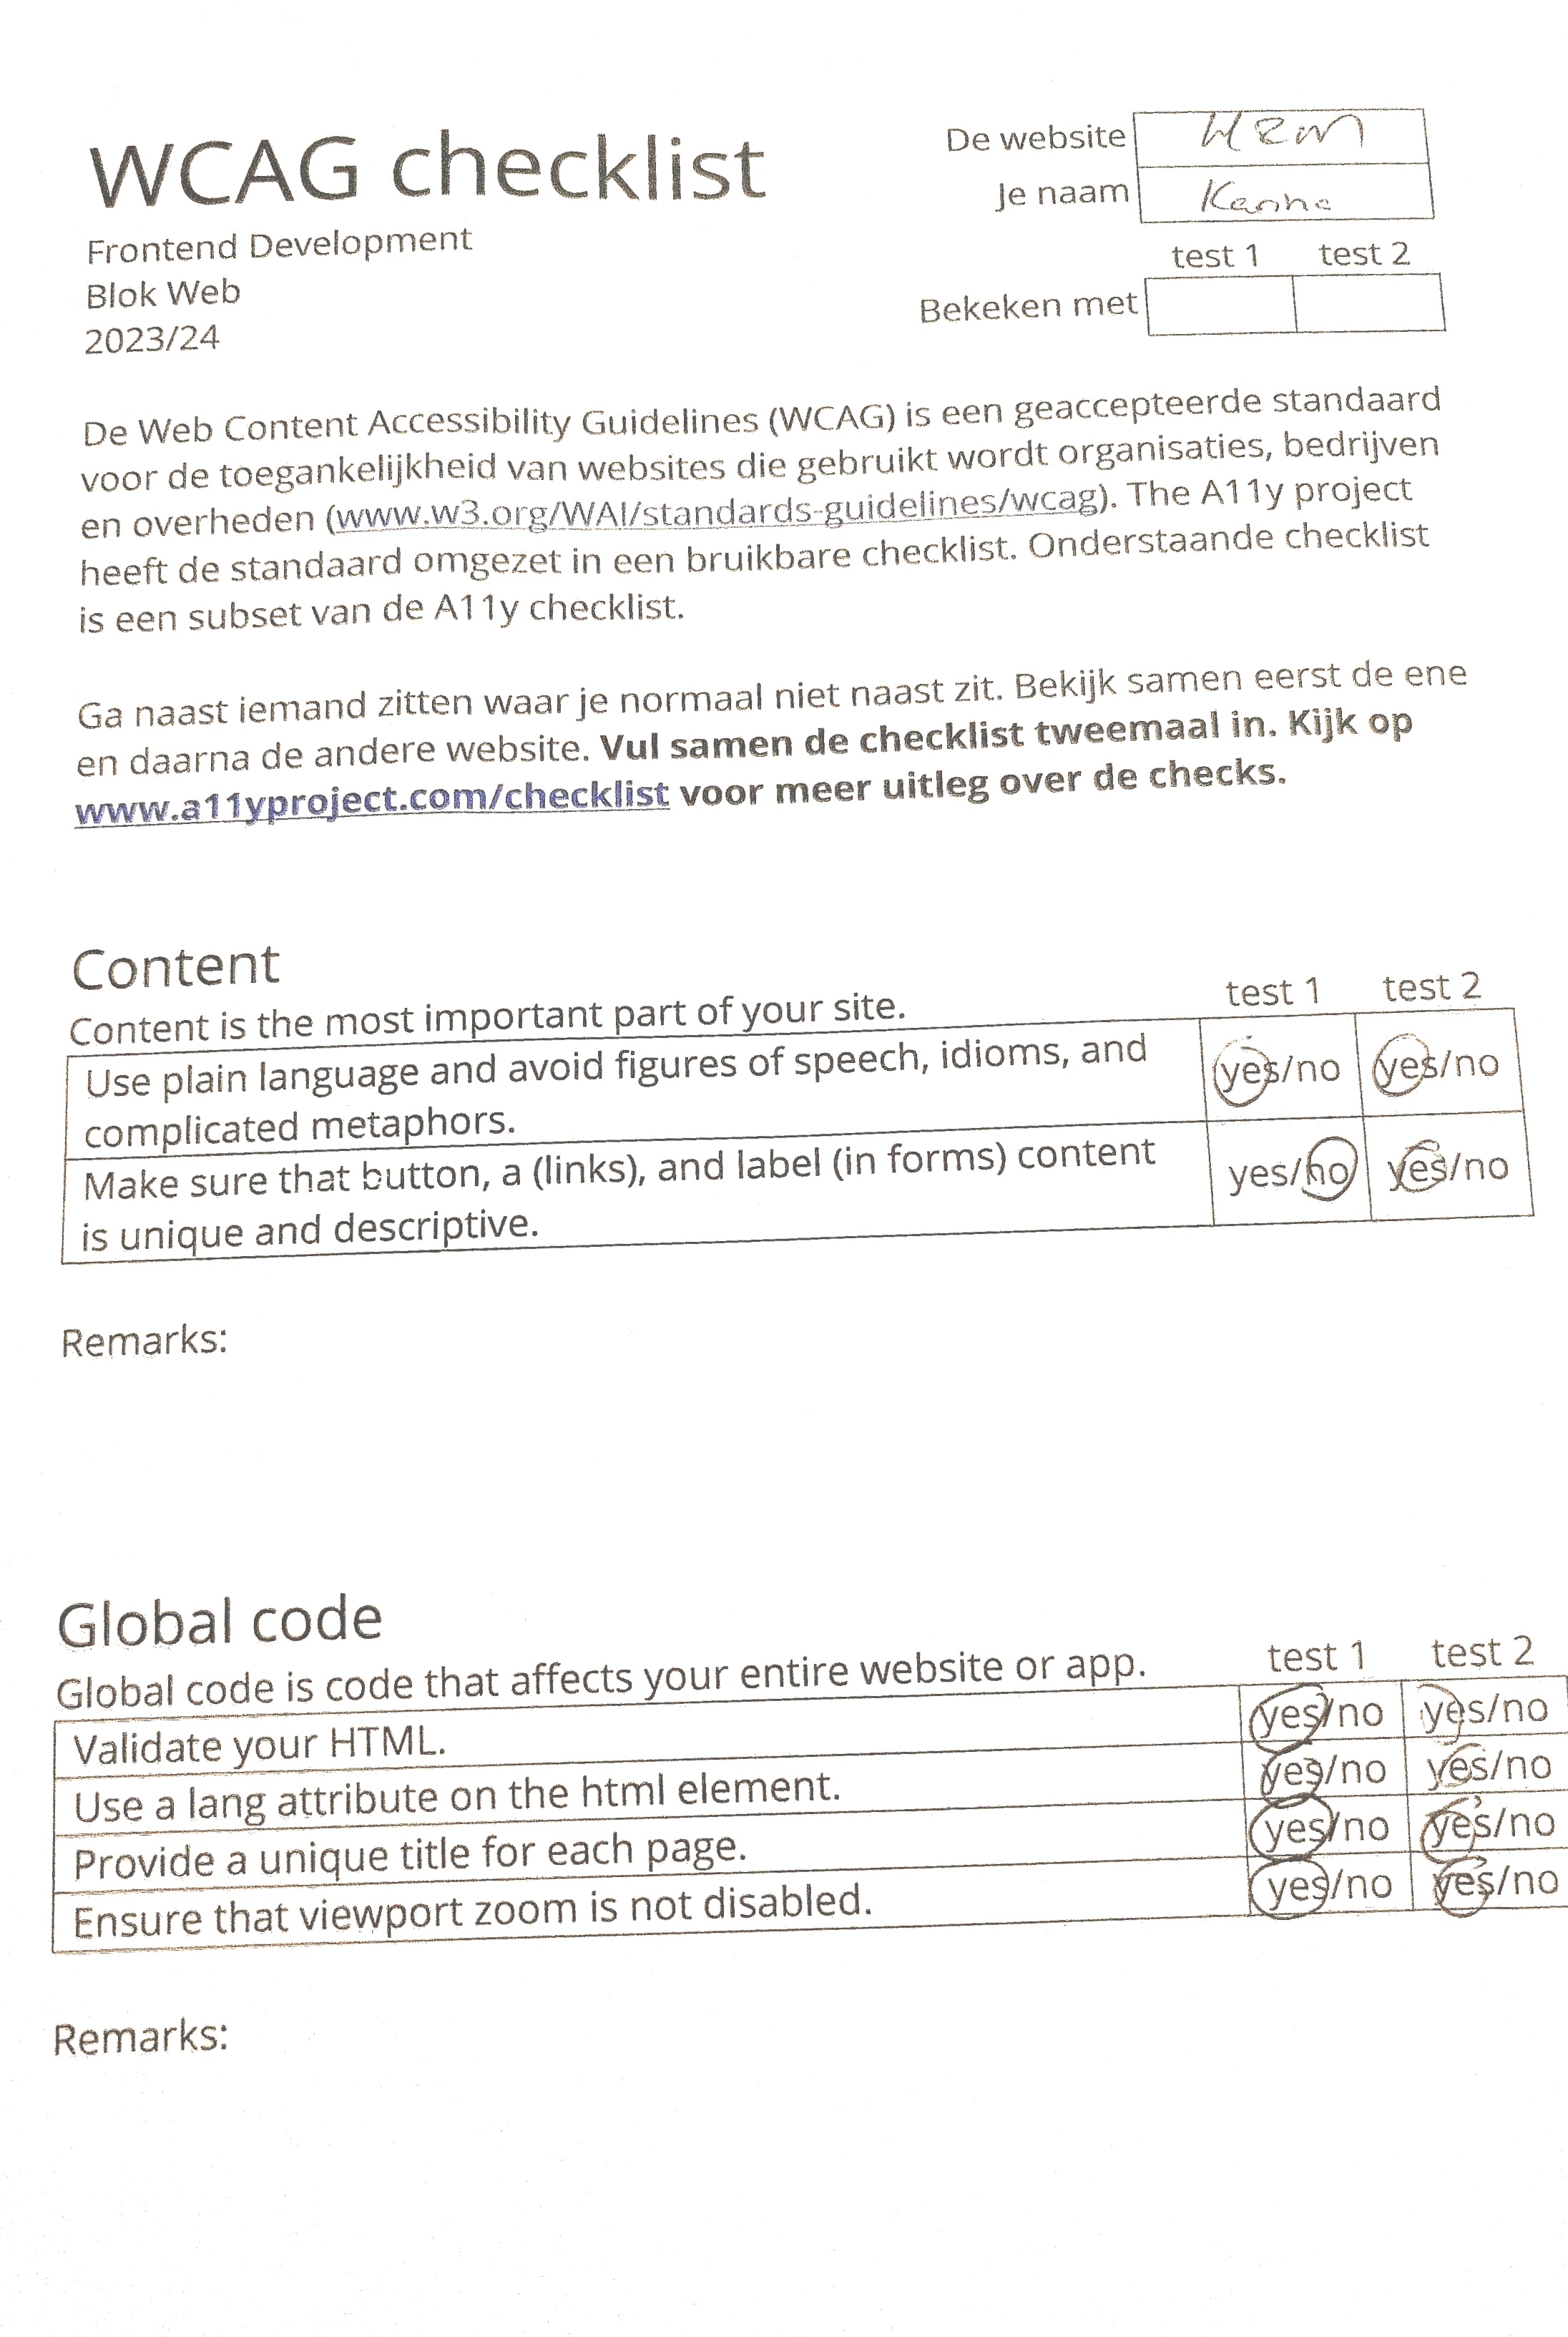 WCAG checklist
Frontend Development
Blok Web
2023/24
De website
Je naam
test 1 test 2
Bekeken met
De Web Content Accessibility Guidelines (WCAG) is een geaccepteerde standaard
voor de toegankelijkheid van websites die gebruikt wordt organisaties, bedrijven
en overheden (www.w3.org/WAI/standards-guidelines/wcag). The A11y project
heeft de standaard omgezet in een bruikbare checklist. Onderstaande checklist
is een subset van de A11y checklist.
Ga naast iemand zitten waar je normaal niet naast zit. Bekijk samen eerst de ene
en daarna de andere website. Vul samen de checklist tweemaal in. Kijk op
www.a11yproject.com/checklist voor meer uitleg over de checks.
Content
Content is the most important part of your site. test 1 test 2
Use plain language and avoid figures of speech, idioms, and yes/no yes/no
complicated metaphors.
Make sure that button, a (links), and label (in forms) content yes/no yes/no
is unique and descriptive.
Remarks:
Global code
Global code is code that affects your entire website or app. test 1 test 2
Validate your HTML. yes/no yes/no
Use a lang attribute on the html element. yes/no yes/no
Provide a unique title for each page. yes/no yes/no
Ensure that viewport zoom is not disabled. yes/no yes/no
Remarks: